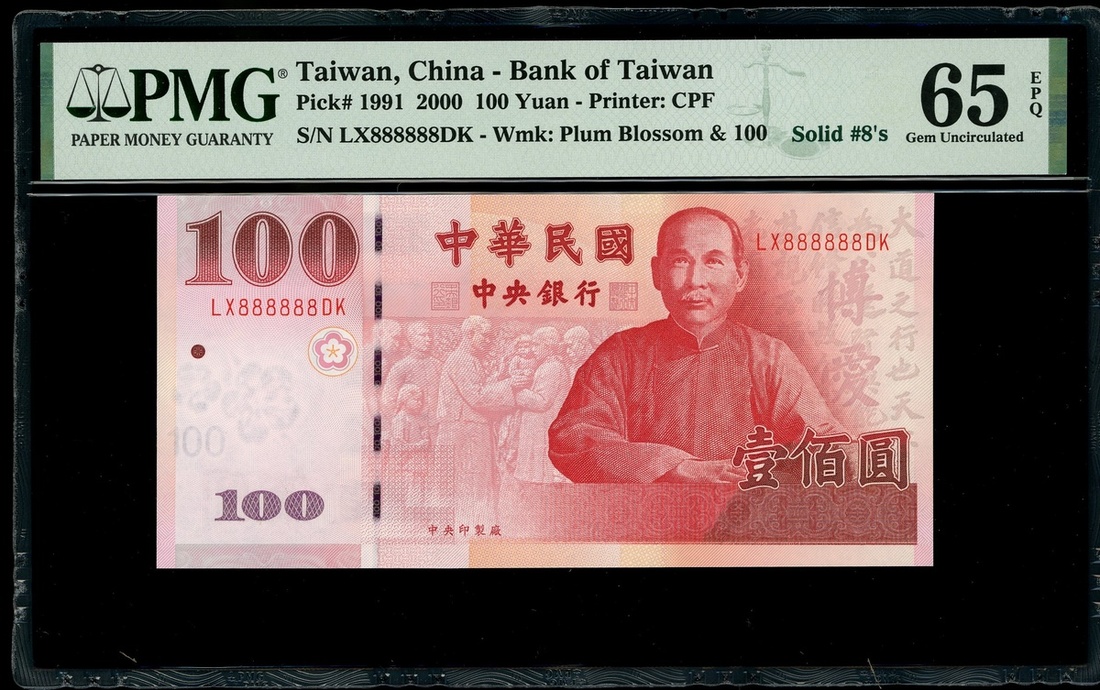 PMG®
PAPER MONEY GUARANTY
Taiwan, China - Bank of Taiwan
Pick# 1991 2000 100 Yuan - Printer: CPF
S/N LX888888DK - Wmk: Plum Blossom & 100 Solid #8's
65
EPQ
Gem Uncirculated
100
LX888888DK
中華民國
中央銀行
LX888888DK
大道之行也天
博愛
100
100
壹佰圓
中央印製廠